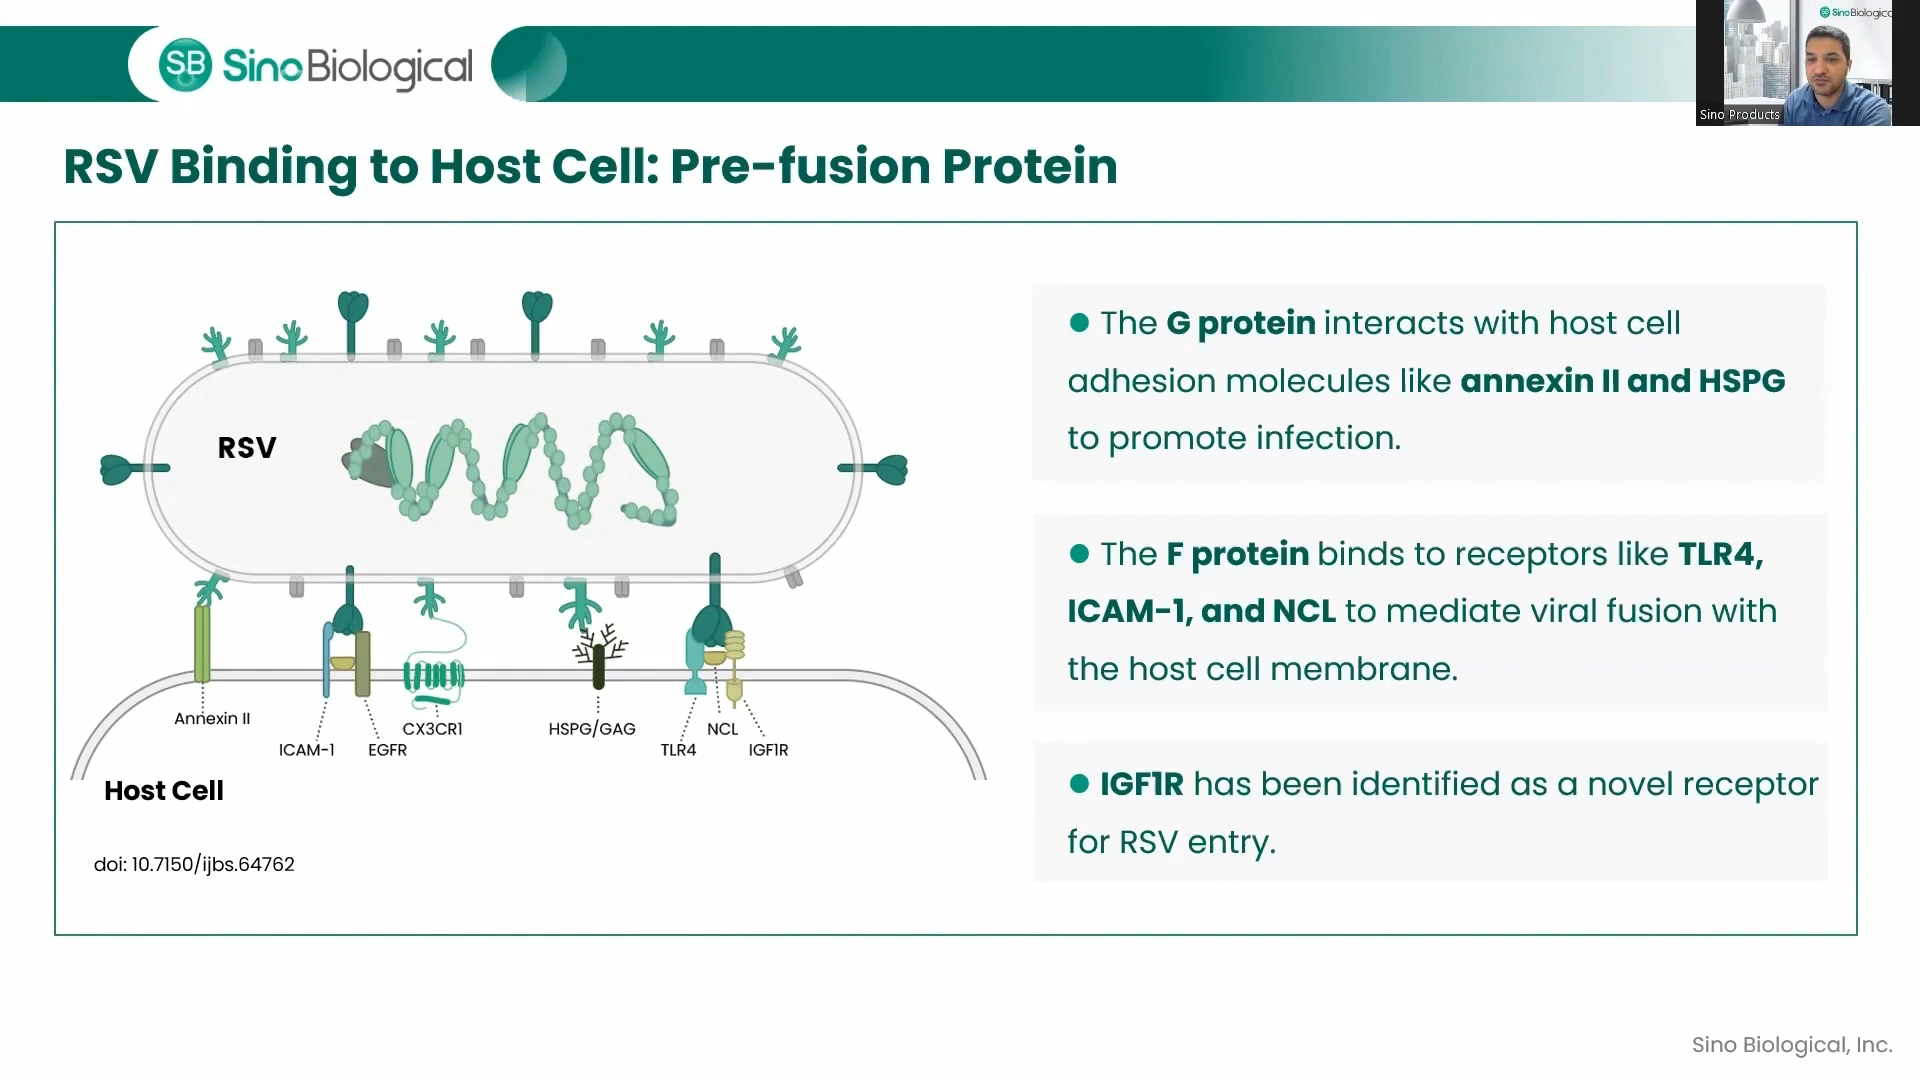 SB SinoBiological
SinoBiologica
Sino Products
RSV Binding to Host Cell: Pre-fusion Protein
RSV
Annexin II
ICAM-1
EGFR
CX3CR1
HSPG/GAG
TLR4
NCL
IGF1R
Host Cell
doi: 10.7150/ijbs.64762
● The G protein interacts with host cell
adhesion molecules like annexin II and HSPG
to promote infection.
● The F protein binds to receptors like TLR4,
ICAM-1, and NCL to mediate viral fusion with
the host cell membrane.
● IGF1R has been identified as a novel receptor
for RSV entry.
Sino Biological, Inc.